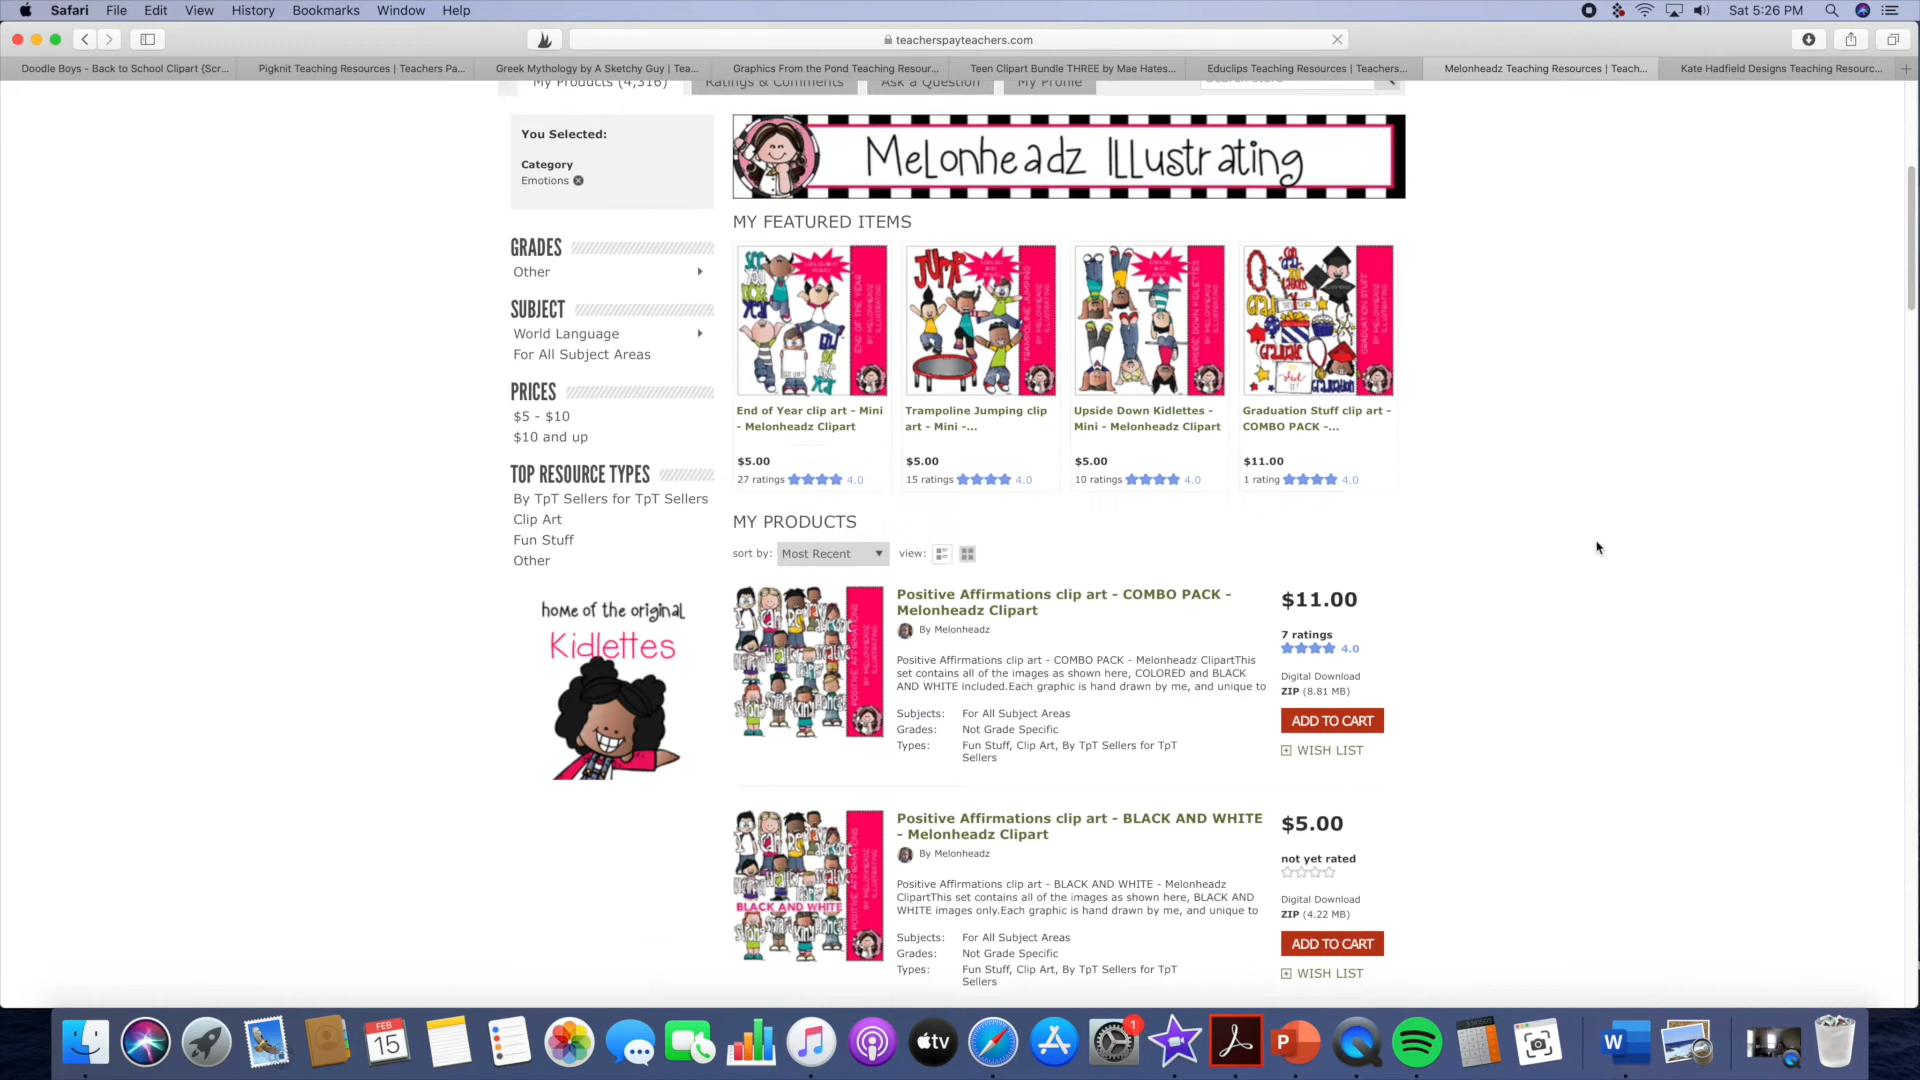 Safari File Edit View History Bookmarks Window Help
Sat 5:26 PM
teacherspayteachers.com
Doodle Boys - Back to School Clipart {Scr...
Pigknit Teaching Resources | Teachers Pa...
Greek Mythology by A Sketchy Guy | Tea...
Graphics From the Pond Teaching Resour...
Teen Clipart Bundle THREE by Mae Hates...
Educlips Teaching Resources | Teachers...
Melonheadz Teaching Resources | Teach...
Kate Hadfield Designs Teaching Resourc...
My Products (4,316)
Ratings & Comments
Ask a Question
My Profile
Search store
You Selected:
Category
Emotions
GRADES
Other
SUBJECT
World Language
For All Subject Areas
PRICES
$5 - $10
$10 and up
TOP RESOURCE TYPES
By TpT Sellers for TpT Sellers
Clip Art
Fun Stuff
Other
home of the original
Kidlettes
Melonheadz Illustrating
MY FEATURED ITEMS
End of Year clip art - Mini
- Melonheadz Clipart
$5.00
27 ratings 4.0
JUMP
Trampoline Jumping clip
art - Mini -...
$5.00
15 ratings 4.0
Upside Down Kidlettes -
Mini - Melonheadz Clipart
$5.00
10 ratings 4.0
Graduation Stuff clip art -
COMBO PACK -...
$11.00
1 rating 4.0
MY PRODUCTS
sort by: Most Recent view:
Positive Affirmations clip art - COMBO PACK -
Melonheadz Clipart
By Melonheadz
Positive Affirmations clip art - COMBO PACK - Melonheadz ClipartThis
set contains all of the images as shown here, COLORED and BLACK
AND WHITE included.Each graphic is hand drawn by me, and unique to
Subjects: For All Subject Areas
Grades: Not Grade Specific
Types: Fun Stuff, Clip Art, By TpT Sellers for TpT
Sellers
$11.00
7 ratings
4.0
Digital Download
ZIP (8.81 MB)
ADD TO CART
WISH LIST
BLACK AND WHITE
Positive Affirmations clip art - BLACK AND WHITE
- Melonheadz Clipart
By Melonheadz
Positive Affirmations clip art - BLACK AND WHITE - Melonheadz
ClipartThis set contains all of the images as shown here, BLACK AND
WHITE images only.Each graphic is hand drawn by me, and unique to
Subjects: For All Subject Areas
Grades: Not Grade Specific
Types: Fun Stuff, Clip Art, By TpT Sellers for TpT
Sellers
$5.00
not yet rated
Digital Download
ZIP (4.22 MB)
ADD TO CART
WISH LIST
FEB
15
tv
1
P
W